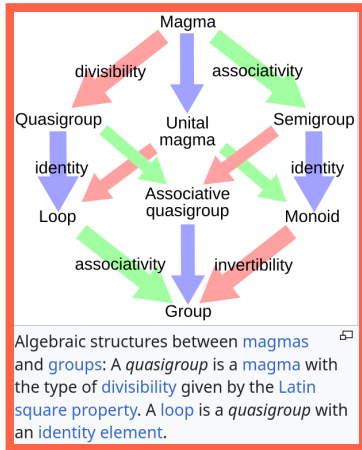 Magma
divisibility
associativity
Quasigroup
Unital
magma
Semigroup
identity
identity
Associative
quasigroup
Loop
Monoid
associativity
invertibility
Group
Algebraic structures between magmas
and groups: A quasigroup is a magma with
the type of divisibility given by the Latin
square property. A loop is a quasigroup with
an identity element.